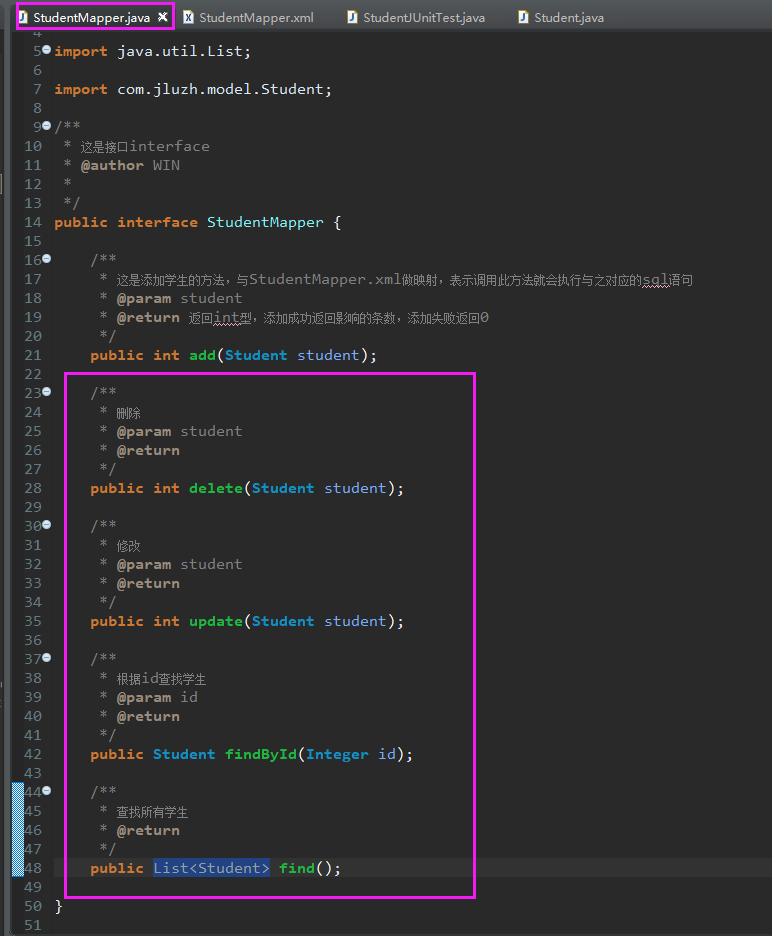 StudentMapper.java StudentMapper.xml StudentJUnitTest.java Student.java
4
5 import java.util.List;
6
7 import com.jluzh.model.Student;
8
9 /**
10 * 这是接口interface
11 * @author WIN
12 *
13 */
14 public interface StudentMapper {
15
16 /**
17 * 这是添加学生的方法，与StudentMapper.xml做映射，表示调用此方法就会执行与之对应的sql语句
18 * @param student
19 * @return 返回int型，添加成功返回影响的条数，添加失败返回0
20 */
21 public int add(Student student);
22
23 /**
24 * 删除
25 * @param student
26 * @return
27 */
28 public int delete(Student student);
29
30 /**
31 * 修改
32 * @param student
33 * @return
34 */
35 public int update(Student student);
36
37 /**
38 * 根据id查找学生
39 * @param id
40 * @return
41 */
42 public Student findById(Integer id);
43
44 /**
45 * 查找所有学生
46 * @return
47 */
48 public List<Student> find();
49
50 }
51